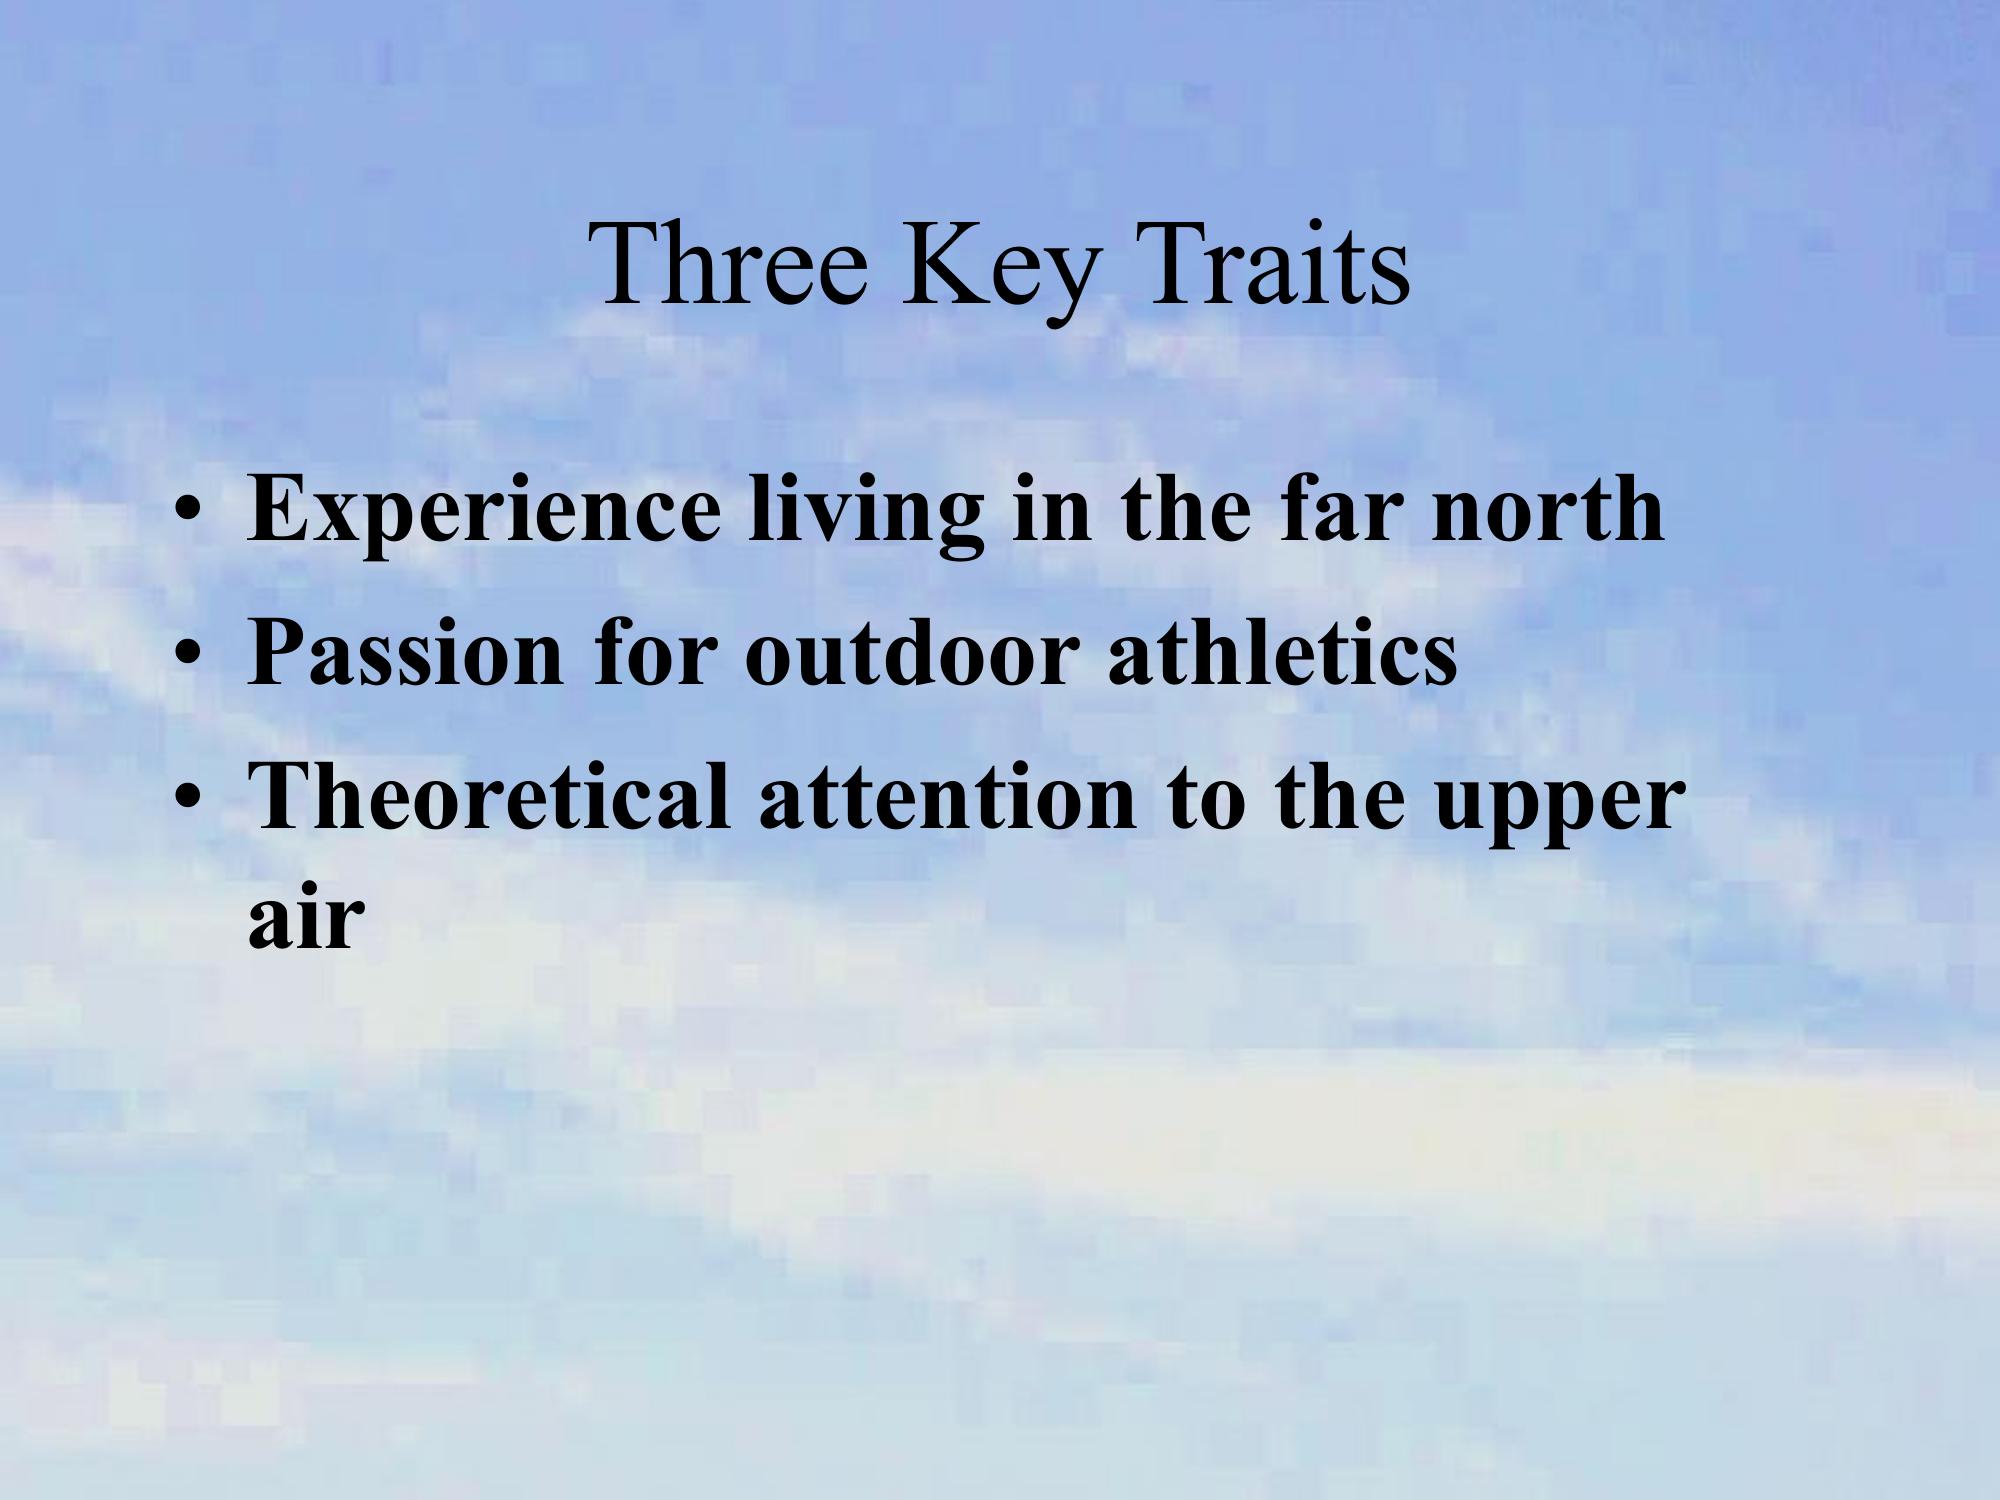 Three Key Traits
• Experience living in the far north
• Passion for outdoor athletics
• Theoretical attention to the upper
air